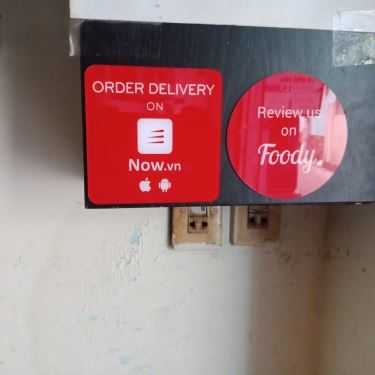 ORDER DELIVERY
ON
Now.vn
Review us
on
Foody.